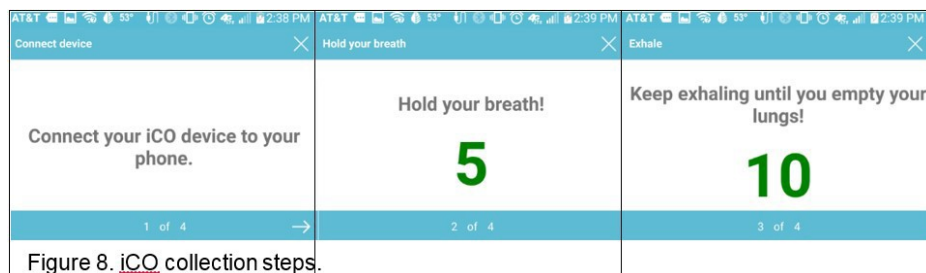 AT&T 53° 2:38 PM
Connect device
Connect your iCO device to your
phone.
1 of 4
AT&T 53° 2:39 PM
Hold your breath
Hold your breath!
5
2 of 4
AT&T 53° 2:39 PM
Exhale
Keep exhaling until you empty your
lungs!
10
3 of 4
Figure 8. iCO collection steps.